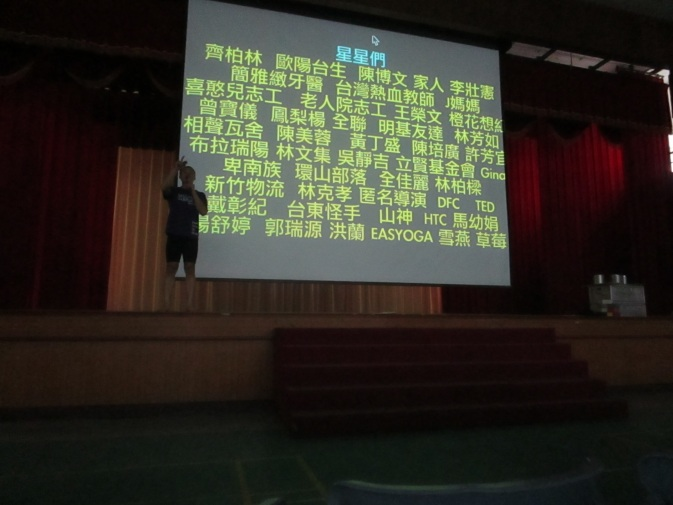 星星們
齊柏林 歐陽台生 陳博文 家人 李壯憲
簡雅緻牙醫 台灣熱血教師 J媽媽
喜憨兒志工 老人院志工 王榮文 橙花想
曾寶儀 鳳梨楊 全聯 明基友達 林芳如
相聲瓦舍 陳美蓉 黃丁盛 陳培廣 許芳宜
布拉瑞陽 林文集 吳靜吉 立賢基金會 Gina
卑南族 環山部落 全佳麗 林柏樑
新竹物流 林克孝 匿名導演 DFC TED
戴彰紀 台東怪手 山神 HTC 馬幼娟
楊舒婷 郭瑞源 洪蘭 EASYOGA 雪燕 草莓